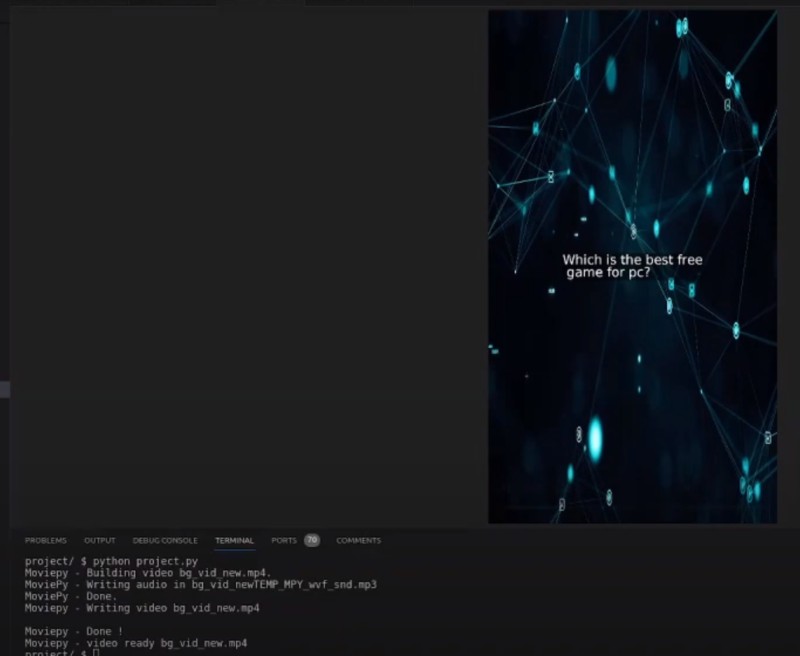 Which is the best free
game for pc?
PROBLEMS OUTPUT DEBUG CONSOLE TERMINAL PORTS 70 COMMENTS
project/ $ python project.py
Moviepy - Building video bg_vid_new.mp4.
MoviePy - Writing audio in bg_vid_newTEMP_MPY_wvf_snd.mp3
MoviePy - Done.
Moviepy - Writing video bg_vid_new.mp4
Moviepy - Done !
Moviepy - video ready bg_vid_new.mp4
project/ $